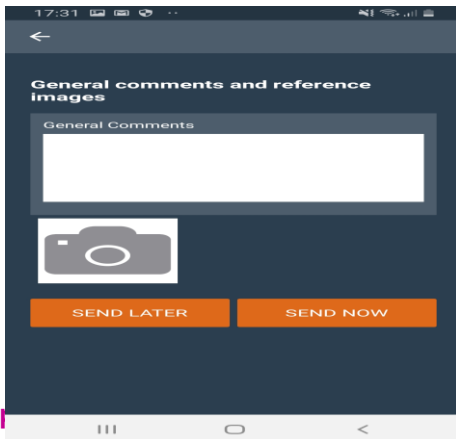 17:31
General comments and reference
images
General Comments
SEND LATER
SEND NOW